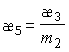 æ₅ = æ₃ / m₂